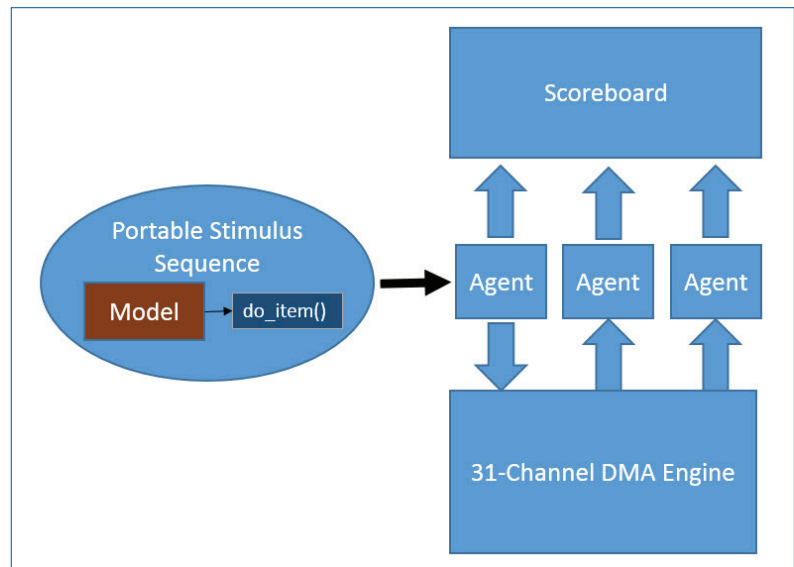 Scoreboard
Portable Stimulus
Sequence
Model
do_item()
Agent
Agent
Agent
31-Channel DMA Engine